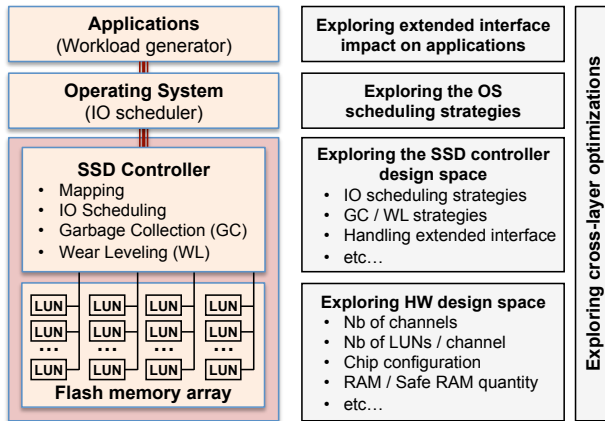 Applications
(Workload generator)
Operating System
(IO scheduler)
SSD Controller
• Mapping
• IO Scheduling
• Garbage Collection (GC)
• Wear Leveling (WL)
LUN LUN LUN LUN
LUN LUN LUN LUN
... ... ... ...
LUN LUN LUN LUN
Flash memory array
Exploring extended interface
impact on applications
Exploring the OS
scheduling strategies
Exploring the SSD controller
design space
• IO scheduling strategies
• GC / WL strategies
• Handling extended interface
• etc…
Exploring HW design space
• Nb of channels
• Nb of LUNs / channel
• Chip configuration
• RAM / Safe RAM quantity
• etc…
Exploring cross-layer optimizations